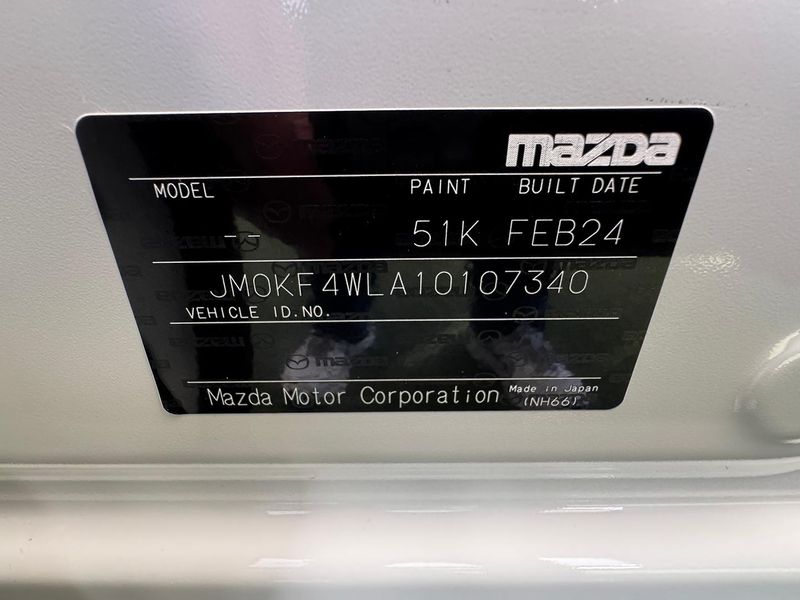 mazda
MODEL PAINT BUILT DATE
-- 51K FEB24
JM0KF4WLA10107340
VEHICLE ID.NO.
Mazda Motor Corporation Made in Japan
(NH66)